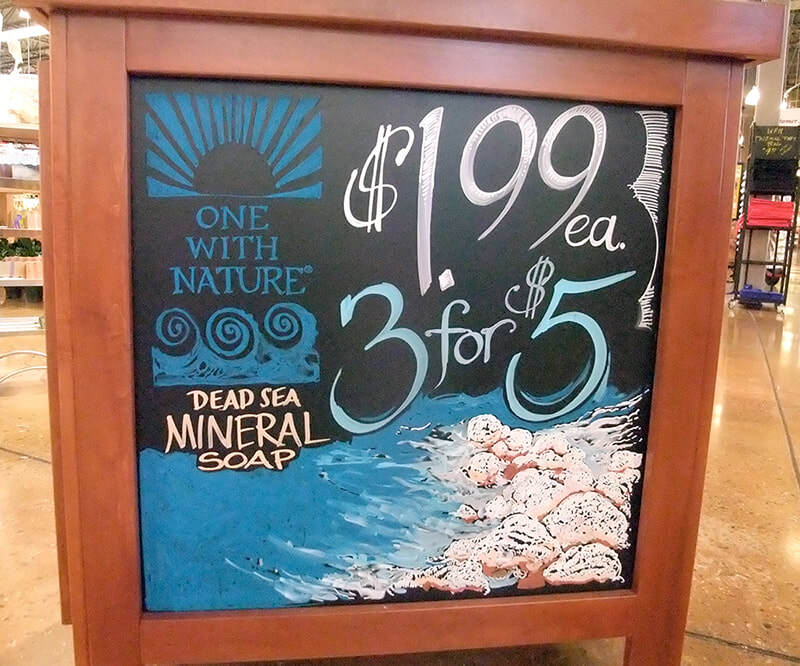 ONE
WITH
NATURE®
DEAD SEA
MINERAL
SOAP
$1.99
ea.
3 for $5